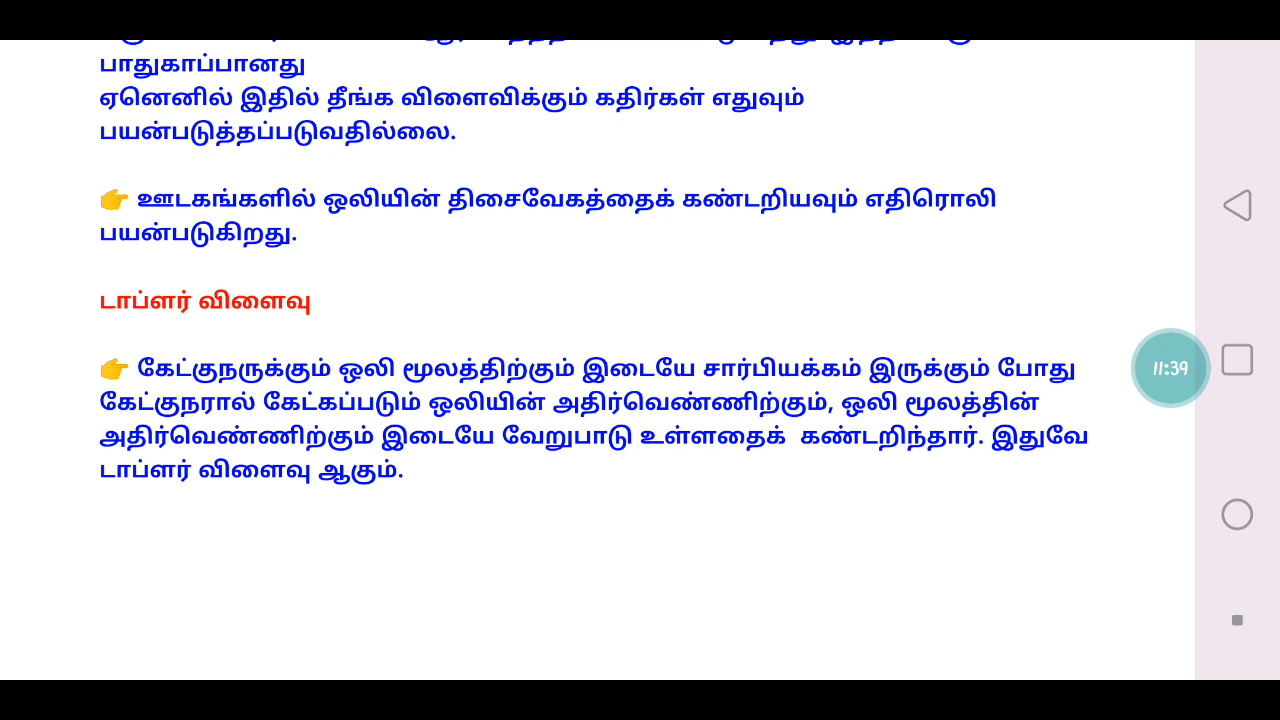 பாதுகாப்பானது
ஏனெனில் இதில் தீங்க விளைவிக்கும் கதிர்கள் எதுவும்
பயன்படுத்தப்படுவதில்லை.
👉 ஊடகங்களில் ஒலியின் திசைவேகத்தைக் கண்டறியவும் எதிரொலி
பயன்படுகிறது.
டாப்ளர் விளைவு
👉 கேட்குநருக்கும் ஒலி மூலத்திற்கும் இடையே சார்பியக்கம் இருக்கும் போது
கேட்குநரால் கேட்கப்படும் ஒலியின் அதிர்வெண்ணிற்கும், ஒலி மூலத்தின்
அதிர்வெண்ணிற்கும் இடையே வேறுபாடு உள்ளதைக்  கண்டறிந்தார். இதுவே
டாப்ளர் விளைவு ஆகும்.
11:39